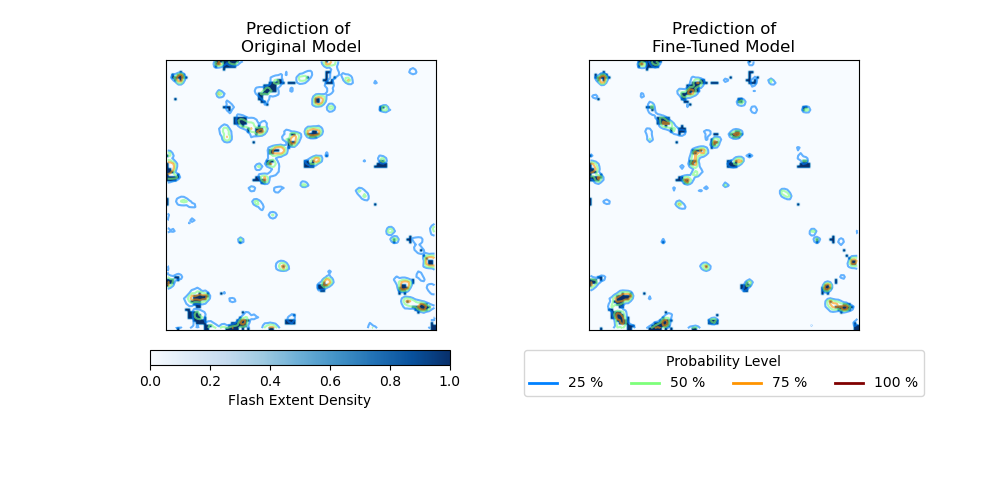 Prediction of
Original Model
Prediction of
Fine-Tuned Model
0.0 0.2 0.4 0.6 0.8 1.0
Flash Extent Density
Probability Level
25 % 50 % 75 % 100 %